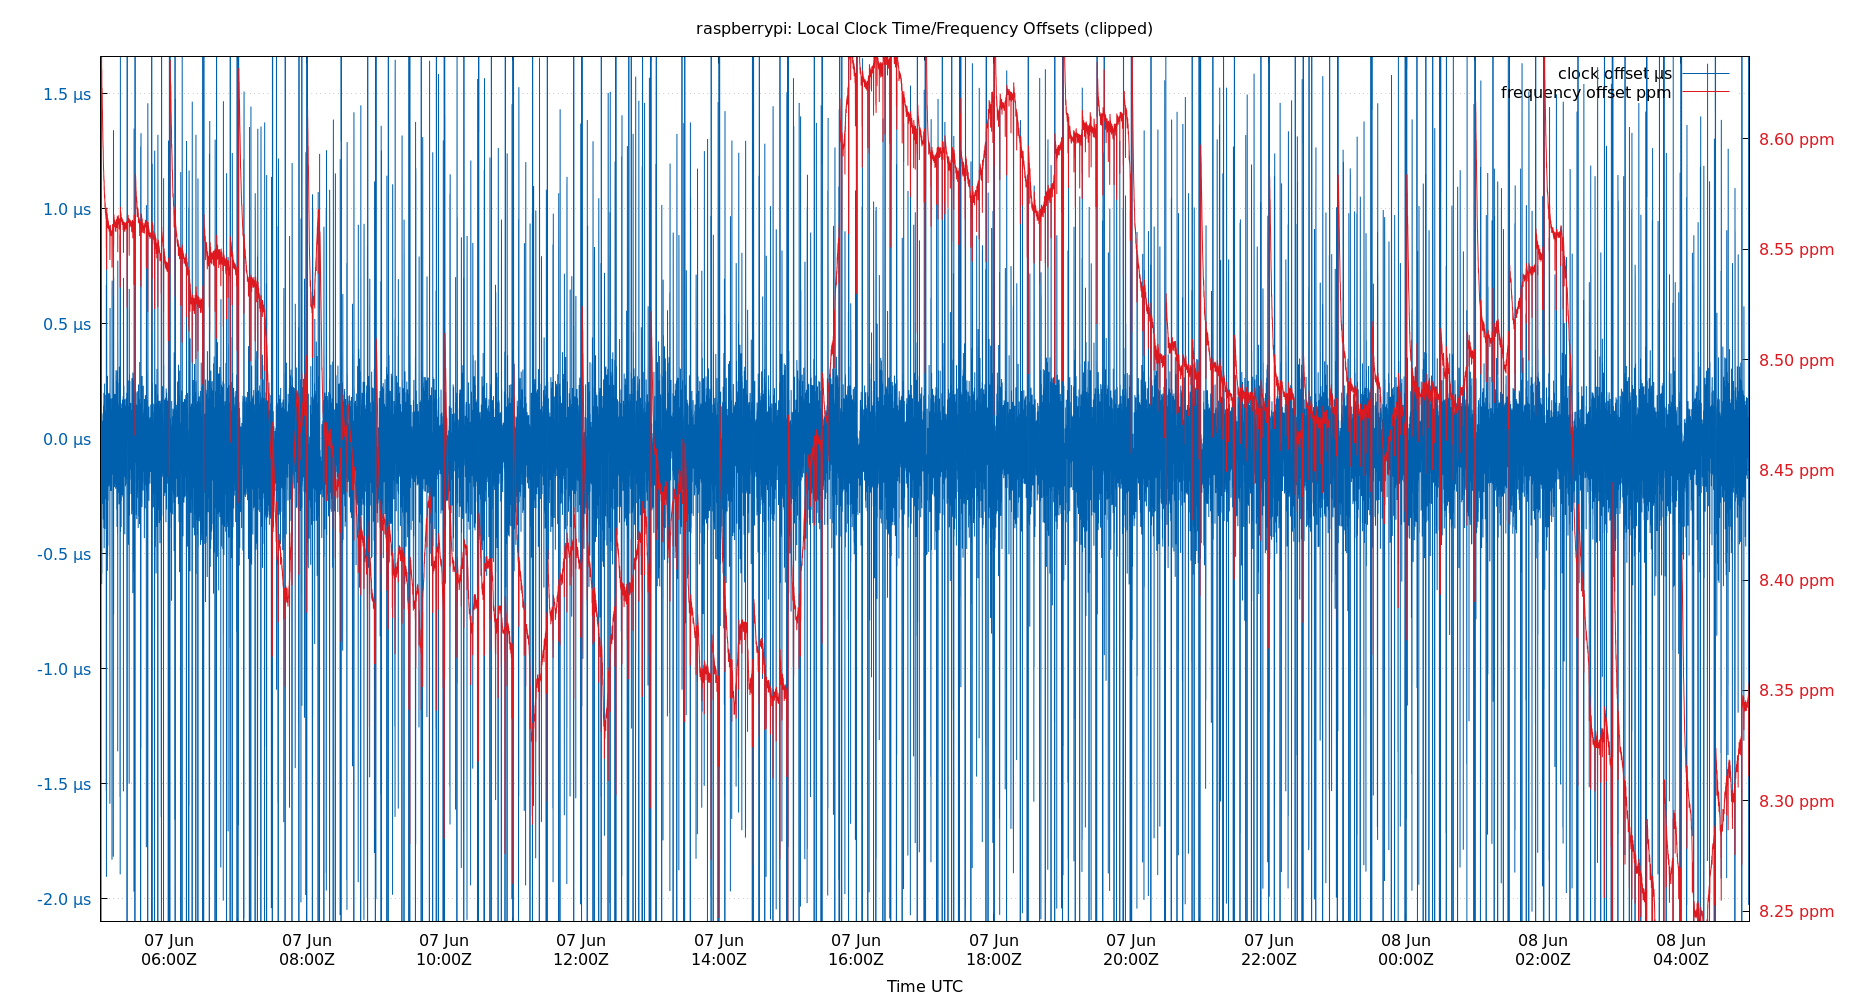 raspberrypi: Local Clock Time/Frequency Offsets (clipped)
clock offset µs
frequency offset ppm
1.5 µs
1.0 µs
0.5 µs
0.0 µs
-0.5 µs
-1.0 µs
-1.5 µs
-2.0 µs
8.60 ppm
8.55 ppm
8.50 ppm
8.45 ppm
8.40 ppm
8.35 ppm
8.30 ppm
8.25 ppm
07 Jun 07 Jun 07 Jun 07 Jun 07 Jun 07 Jun 07 Jun 07 Jun 07 Jun 08 Jun 08 Jun 08 Jun
06:00Z 08:00Z 10:00Z 12:00Z 14:00Z 16:00Z 18:00Z 20:00Z 22:00Z 00:00Z 02:00Z 04:00Z
Time UTC